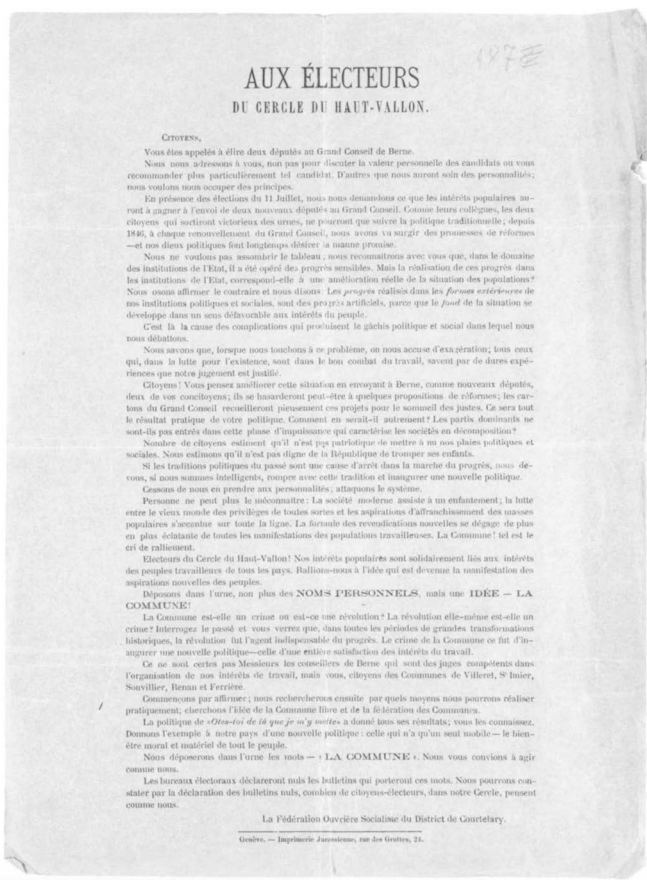 AUX ÉLECTEURS
DU CERCLE DU HAUT-VALLON.
CITOYENS,
Vous êtes appelés à élire deux députés au Grand Conseil de Berne.
Nous nous adressons à vous, non pas pour discuter la valeur personnelle des candidats ou vous
recommander plus particulièrement tel candidat. D'autres que nous auront soin des personnalités;
nous voulons nous occuper des principes.
En présence des élections du 11 Juillet, nous nous demandons ce que les intérêts populaires au-
ront à gagner à l'envoi de deux nouveaux députés au Grand Conseil. Comme leurs collègues, les deux
citoyens qui sortiront victorieux des urnes, ne pourront que suivre la politique traditionnelle; depuis
1846, à chaque renouvellement du Grand Conseil, nous avons vu surgir des promesses de réformes
—et nos dieux politiques font longtemps désirer la manne promise.
Nous ne voulons pas assombrir le tableau; nous reconnaîtrons avec vous que, dans le domaine
des institutions de l'Etat, il a été opéré des progrès sensibles. Mais la réalisation de ces progrès dans
les institutions de l'Etat, correspond-elle à une amélioration réelle de la situation des populations?
Nous osons affirmer le contraire et nous disons: Les progrès réalisés dans les formes extérieures de
nos institutions politiques et sociales, sont des progrès artificiels, parce que le fond de la situation se
développe dans un sens défavorable aux intérêts du peuple.
C'est là la cause des complications qui produisent le gâchis politique et social dans lequel nous
nous débattons.
Nous savons que, lorsque nous touchons à ce problème, on nous accuse d'exagération; tous ceux
qui, dans la lutte pour l'existence, sont dans le bon combat du travail, savent par de dures expé-
riences que notre jugement est justifié.
Citoyens! Vous pensez améliorer cette situation en envoyant à Berne, comme nouveaux députés,
deux de vos concitoyens; ils se hasarderont peut-être à quelques propositions de réformes; les car-
tons du Grand Conseil recueilleront pieusement ces projets pour le sommeil des justes. Ce sera tout
le résultat pratique de votre politique. Comment en serait-il autrement? Les partis dominants ne
sont-ils pas entrés dans cette phase d'impuissance qui caractérise les sociétés en décomposition?
Nombre de citoyens estiment qu'il n'est pas patriotique de mettre à nu nos plaies politiques et
sociales. Nous estimons qu'il n'est pas digne de la République de tromper ses enfants.
Si les traditions politiques du passé sont une cause d'arrêt dans la marche du progrès, nous de-
vons, si nous sommes intelligents, rompre avec cette tradition et inaugurer une nouvelle politique.
Cessons de nous en prendre aux personnalités; attaquons le système.
Personne ne peut plus le méconnaître: La société moderne assiste à un enfantement; la lutte
entre le vieux monde des privilèges de toutes sortes et les aspirations d'affranchissement des masses
populaires s'accentue sur toute la ligne. La formule des revendications nouvelles se dégage de plus
en plus éclatante de toutes les manifestations des populations travailleuses. La Commune! tel est le
cri de ralliement.
Electeurs du Cercle du Haut-Vallon! Nos intérêts populaires sont solidairement liés aux intérêts
des peuples travailleurs de tous les pays. Rallions-nous à l'idée qui est devenue la manifestation des
aspirations nouvelles des peuples.
Déposons dans l'urne, non plus des NOMS PERSONNELS, mais une IDÉE — LA
COMMUNE!
La Commune est-elle un crime ou est-ce une révolution? La révolution elle-même est-elle un
crime? Interrogez le passé et vous verrez que, dans toutes les périodes de grandes transformations
historiques, la révolution fut l'agent indispensable du progrès. Le crime de la Commune ce fut d'in-
augurer une nouvelle politique—celle d'une entière satisfaction des intérêts du travail.
Ce ne sont certes pas Messieurs les conseillers de Berne qui sont des juges compétents dans
l'organisation de nos intérêts de travail, mais vous, citoyens des Communes de Villeret, St Imier,
Sonvillier, Renan et Ferrière.
Commençons par affirmer; nous rechercherons ensuite par quels moyens nous pourrons réaliser
pratiquement, cherchons l'idée de la Commune libre et de la fédération des Communes.
La politique de «Otes-toi de là que je m'y mette» a donné tous ses résultats; vous les connaissez.
Donnons l'exemple à notre pays d'une nouvelle politique: celle qui n'a qu'un seul mobile— le bien-
être moral et matériel de tout le peuple.
Nous déposerons dans l'urne les mots — « LA COMMUNE ». Nous vous convions à agir
comme nous.
Les bureaux électoraux déclareront nuls les bulletins qui porteront ces mots. Nous pourrons con-
stater par la déclaration des bulletins nuls, combien de citoyens-électeurs, dans notre Cercle, pensent
comme nous.
La Fédération Ouvrière Socialiste du District de Courtelary.
Genève. — Imprimerie Jurassienne, rue des Grottes, 24.